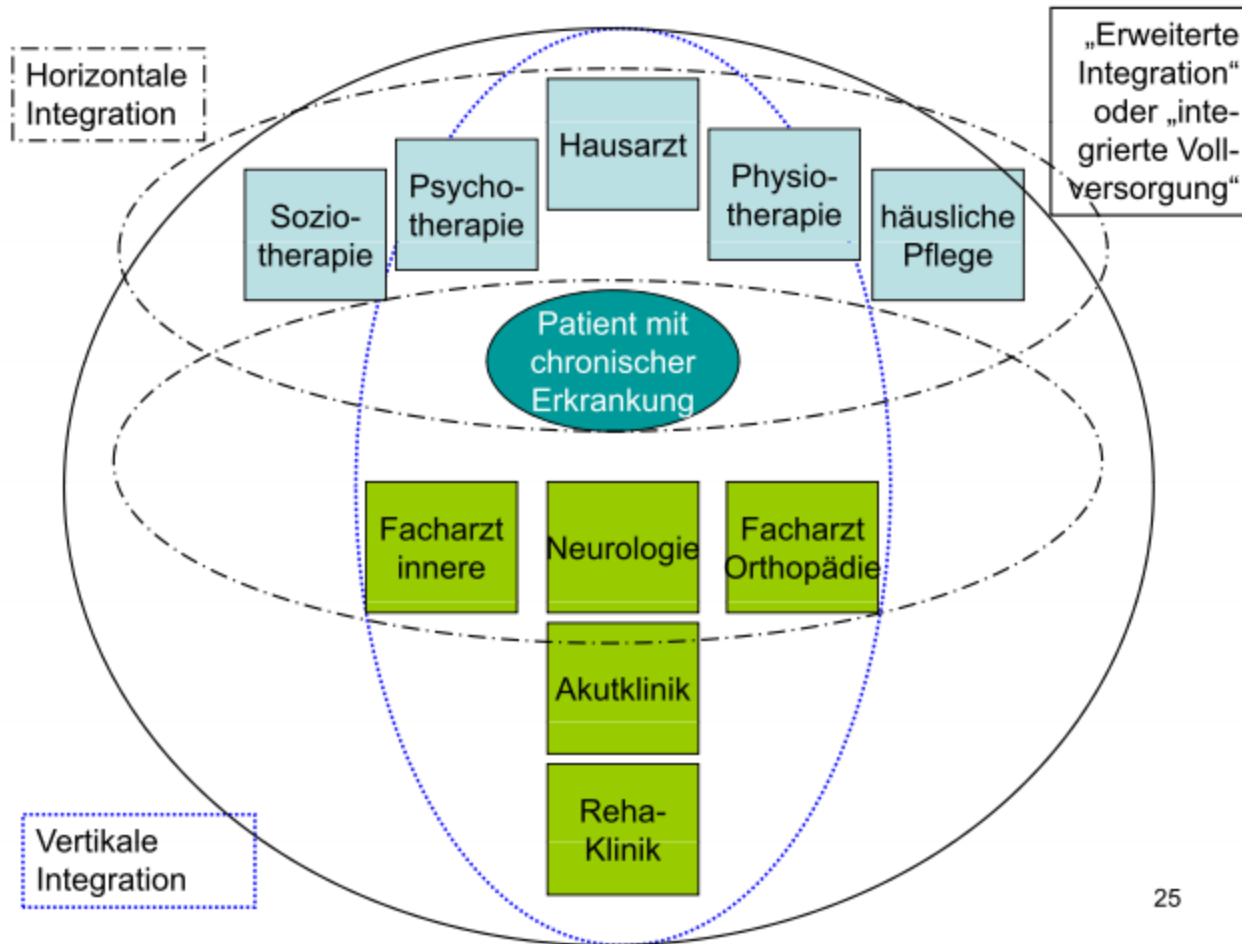 Horizontale
Integration
„Erweiterte
Integration“
oder „inte-
grierte Voll-
versorgung“
Sozio-
therapie
Psycho-
therapie
Hausarzt
Physio-
therapie
häusliche
Pflege
Patient mit
chronischer
Erkrankung
Facharzt
innere
Neurologie
Facharzt
Orthopädie
Akutklinik
Reha-
Klinik
Vertikale
Integration
25